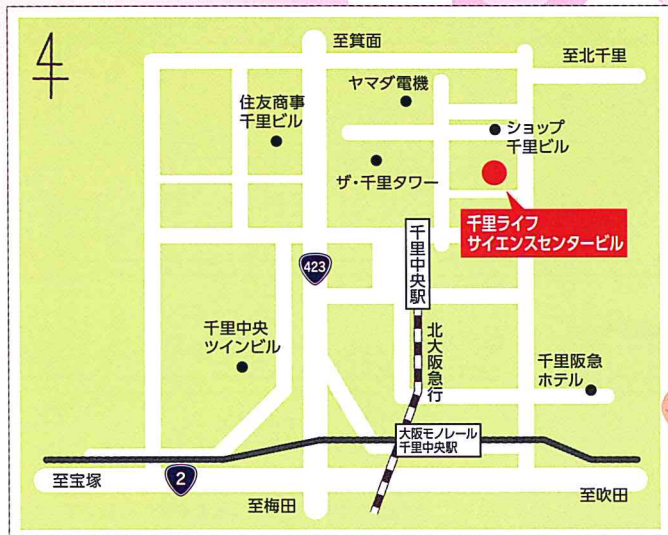 至箕面
至北千里
ヤマダ電機
住友商事
千里ビル
ショップ
千里ビル
ザ・千里タワー
千里ライフ
サイエンスセンタービル
千里中央駅
423
北大阪急行
千里中央
ツインビル
千里阪急
ホテル
大阪モノレール
千里中央駅
至宝塚
2
至梅田
至吹田